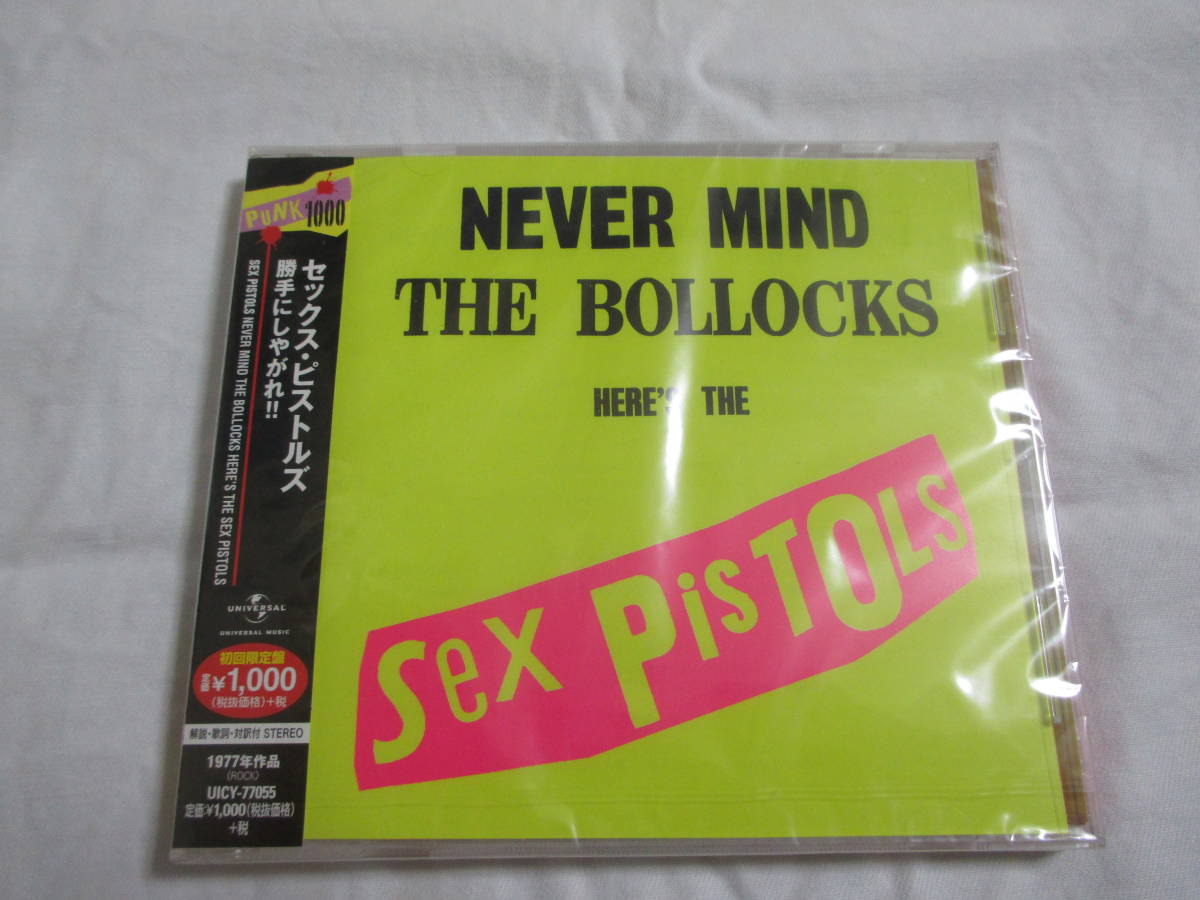 PUNK
1000
セックス・ピストルズ
勝手にしやがれ!!
SEX PISTOLS NEVER MIND THE BOLLOCKS HERE'S THE SEX PISTOLS
UNIVERSAL
UNIVERSAL MUSIC
初回限定盤
定価¥1,000
(税抜価格)+税
解説・歌詞・対訳付 STEREO
1977年作品
(ROCK)
UICY-77055
定価:¥1,000(税抜価格)
+税
NEVER MIND
THE BOLLOCKS
HERE'S THE
Sex PisTOLS